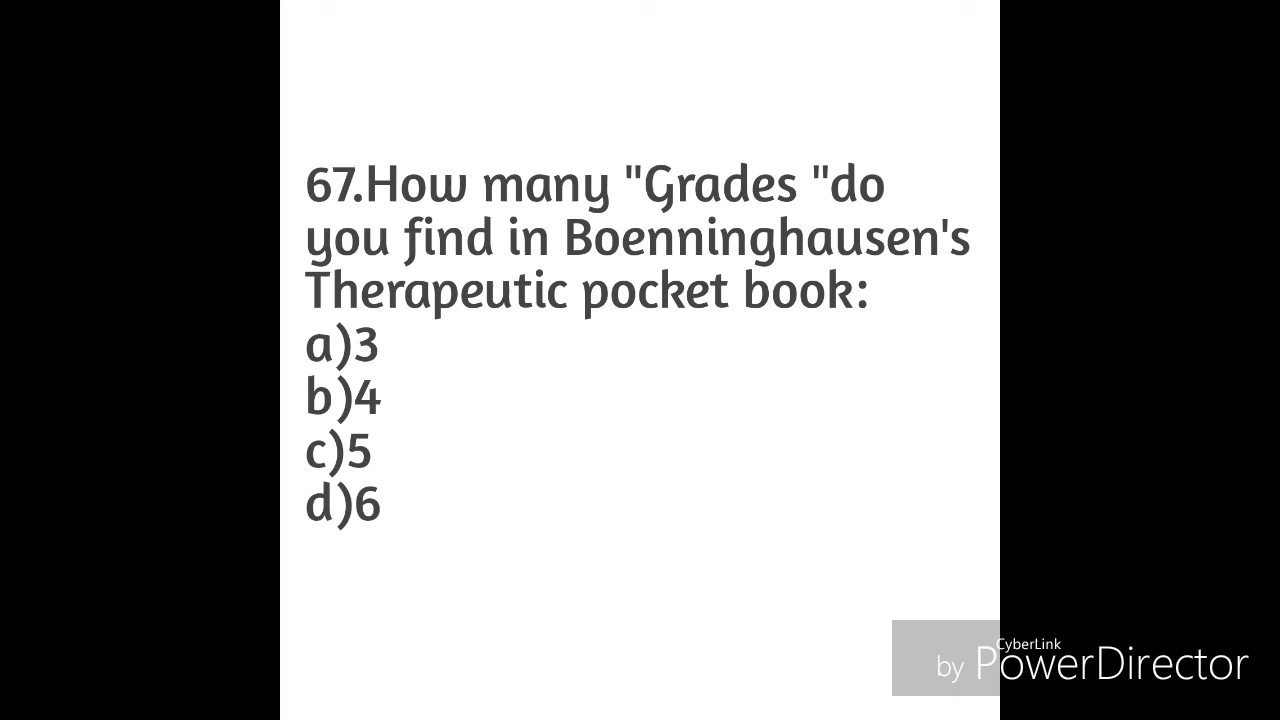 67.How many "Grades "do
you find in Boenninghausen's
Therapeutic pocket book:
a)3
b)4
c)5
d)6
CyberLink
by PowerDirector